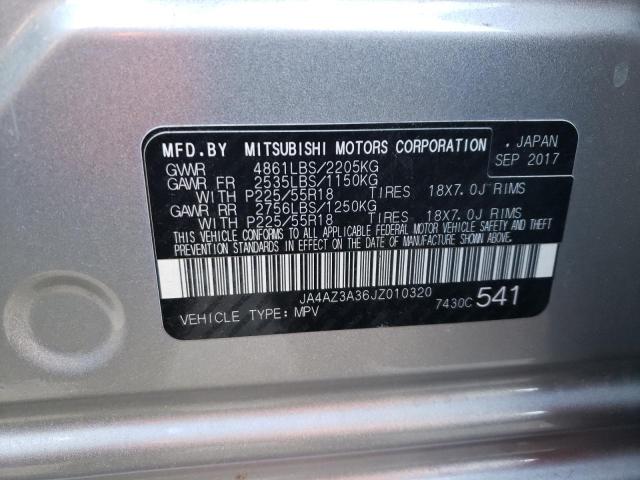 MFD.BY MITSUBISHI MOTORS CORPORATION , JAPAN
GVWR 4861LBS/2205KG SEP 2017
GAWR FR 2535LBS/1150KG
WITH P225/55R18 TIRES 18X7.0J RIMS
GAWR RR 2756LBS/1250KG
WITH P225/55R18 TIRES 18X7.0J RIMS
THIS VEHICLE CONFORMS TO ALL APPLICABLE FEDERAL MOTOR VEHICLE SAFETY AND THEFT
PREVENTION STANDARDS IN EFFECT ON THE DATE OF MANUFACTURE SHOWN ABOVE.
JA4AZ3A36JZ010320
VEHICLE TYPE: MPV 7430C 541